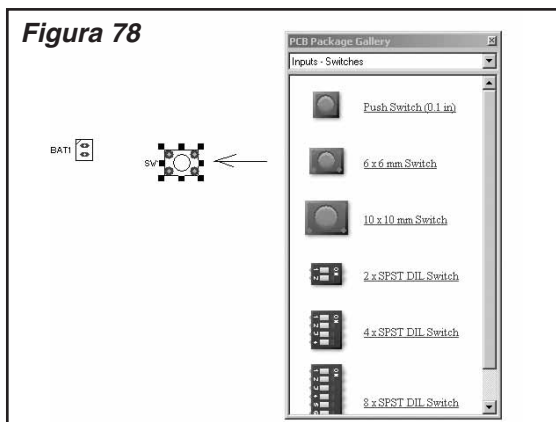 Figura 78
PCB Package Gallery
Inputs - Switches
BAT1
SW
Push Switch (0.1 in)
6 x 6 mm Switch
10 x 10 mm Switch
2 x SPST DIL Switch
4 x SPST DIL Switch
8 x SPST DIL Switch